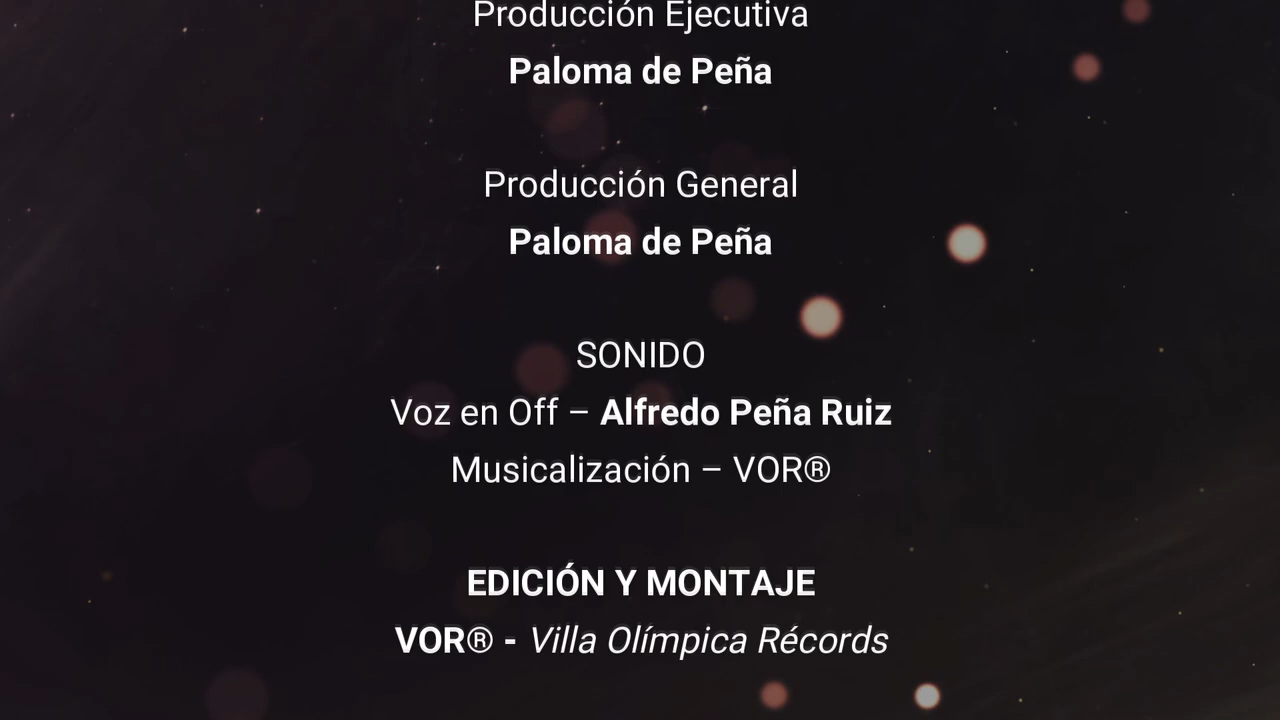 Producción Ejecutiva
Paloma de Peña
Producción General
Paloma de Peña
SONIDO
Voz en Off – Alfredo Peña Ruiz
Musicalización – VOR®
EDICIÓN Y MONTAJE
VOR® - Villa Olímpica Récords